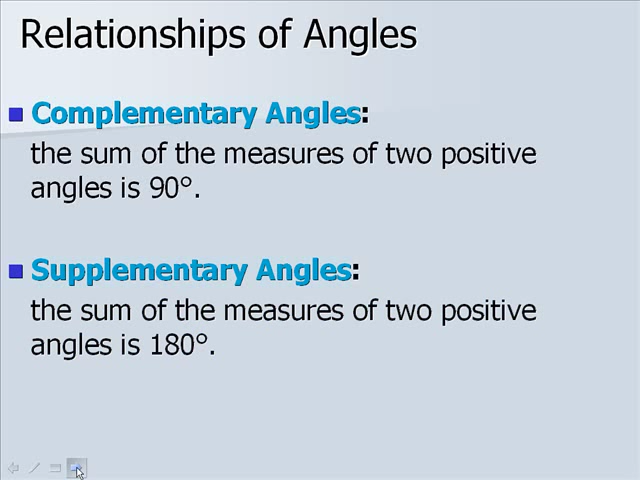 Relationships of Angles
Complementary Angles:
the sum of the measures of two positive
angles is 90°.
Supplementary Angles:
the sum of the measures of two positive
angles is 180°.